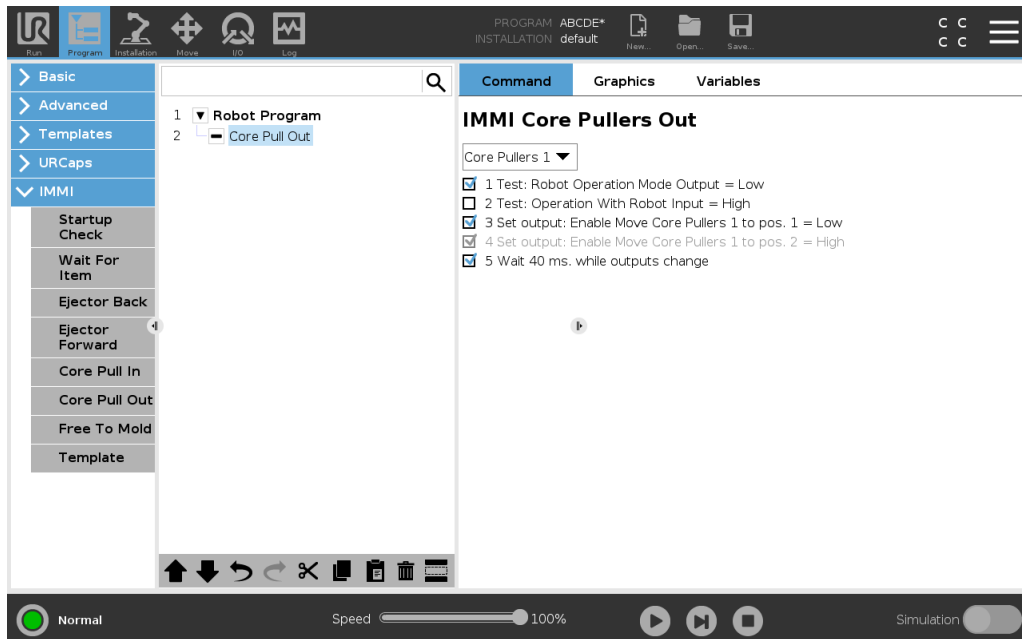 PROGRAM ABCDE*
INSTALLATION default
C C
C C
Run Program Installation Move I/O Log New... Open... Save...
Basic
Advanced
Templates
URCaps
IMMI
Startup
Check
Wait For
Item
Ejector Back
Ejector
Forward
Core Pull In
Core Pull Out
Free To Mold
Template
1 Robot Program
2 Core Pull Out
Command Graphics Variables
IMMI Core Pullers Out
Core Pullers 1
1 Test: Robot Operation Mode Output = Low
2 Test: Operation With Robot Input = High
3 Set output: Enable Move Core Pullers 1 to pos. 1 = Low
4 Set output: Enable Move Core Pullers 1 to pos. 2 = High
5 Wait 40 ms. while outputs change
Normal
Speed 100%
Simulation